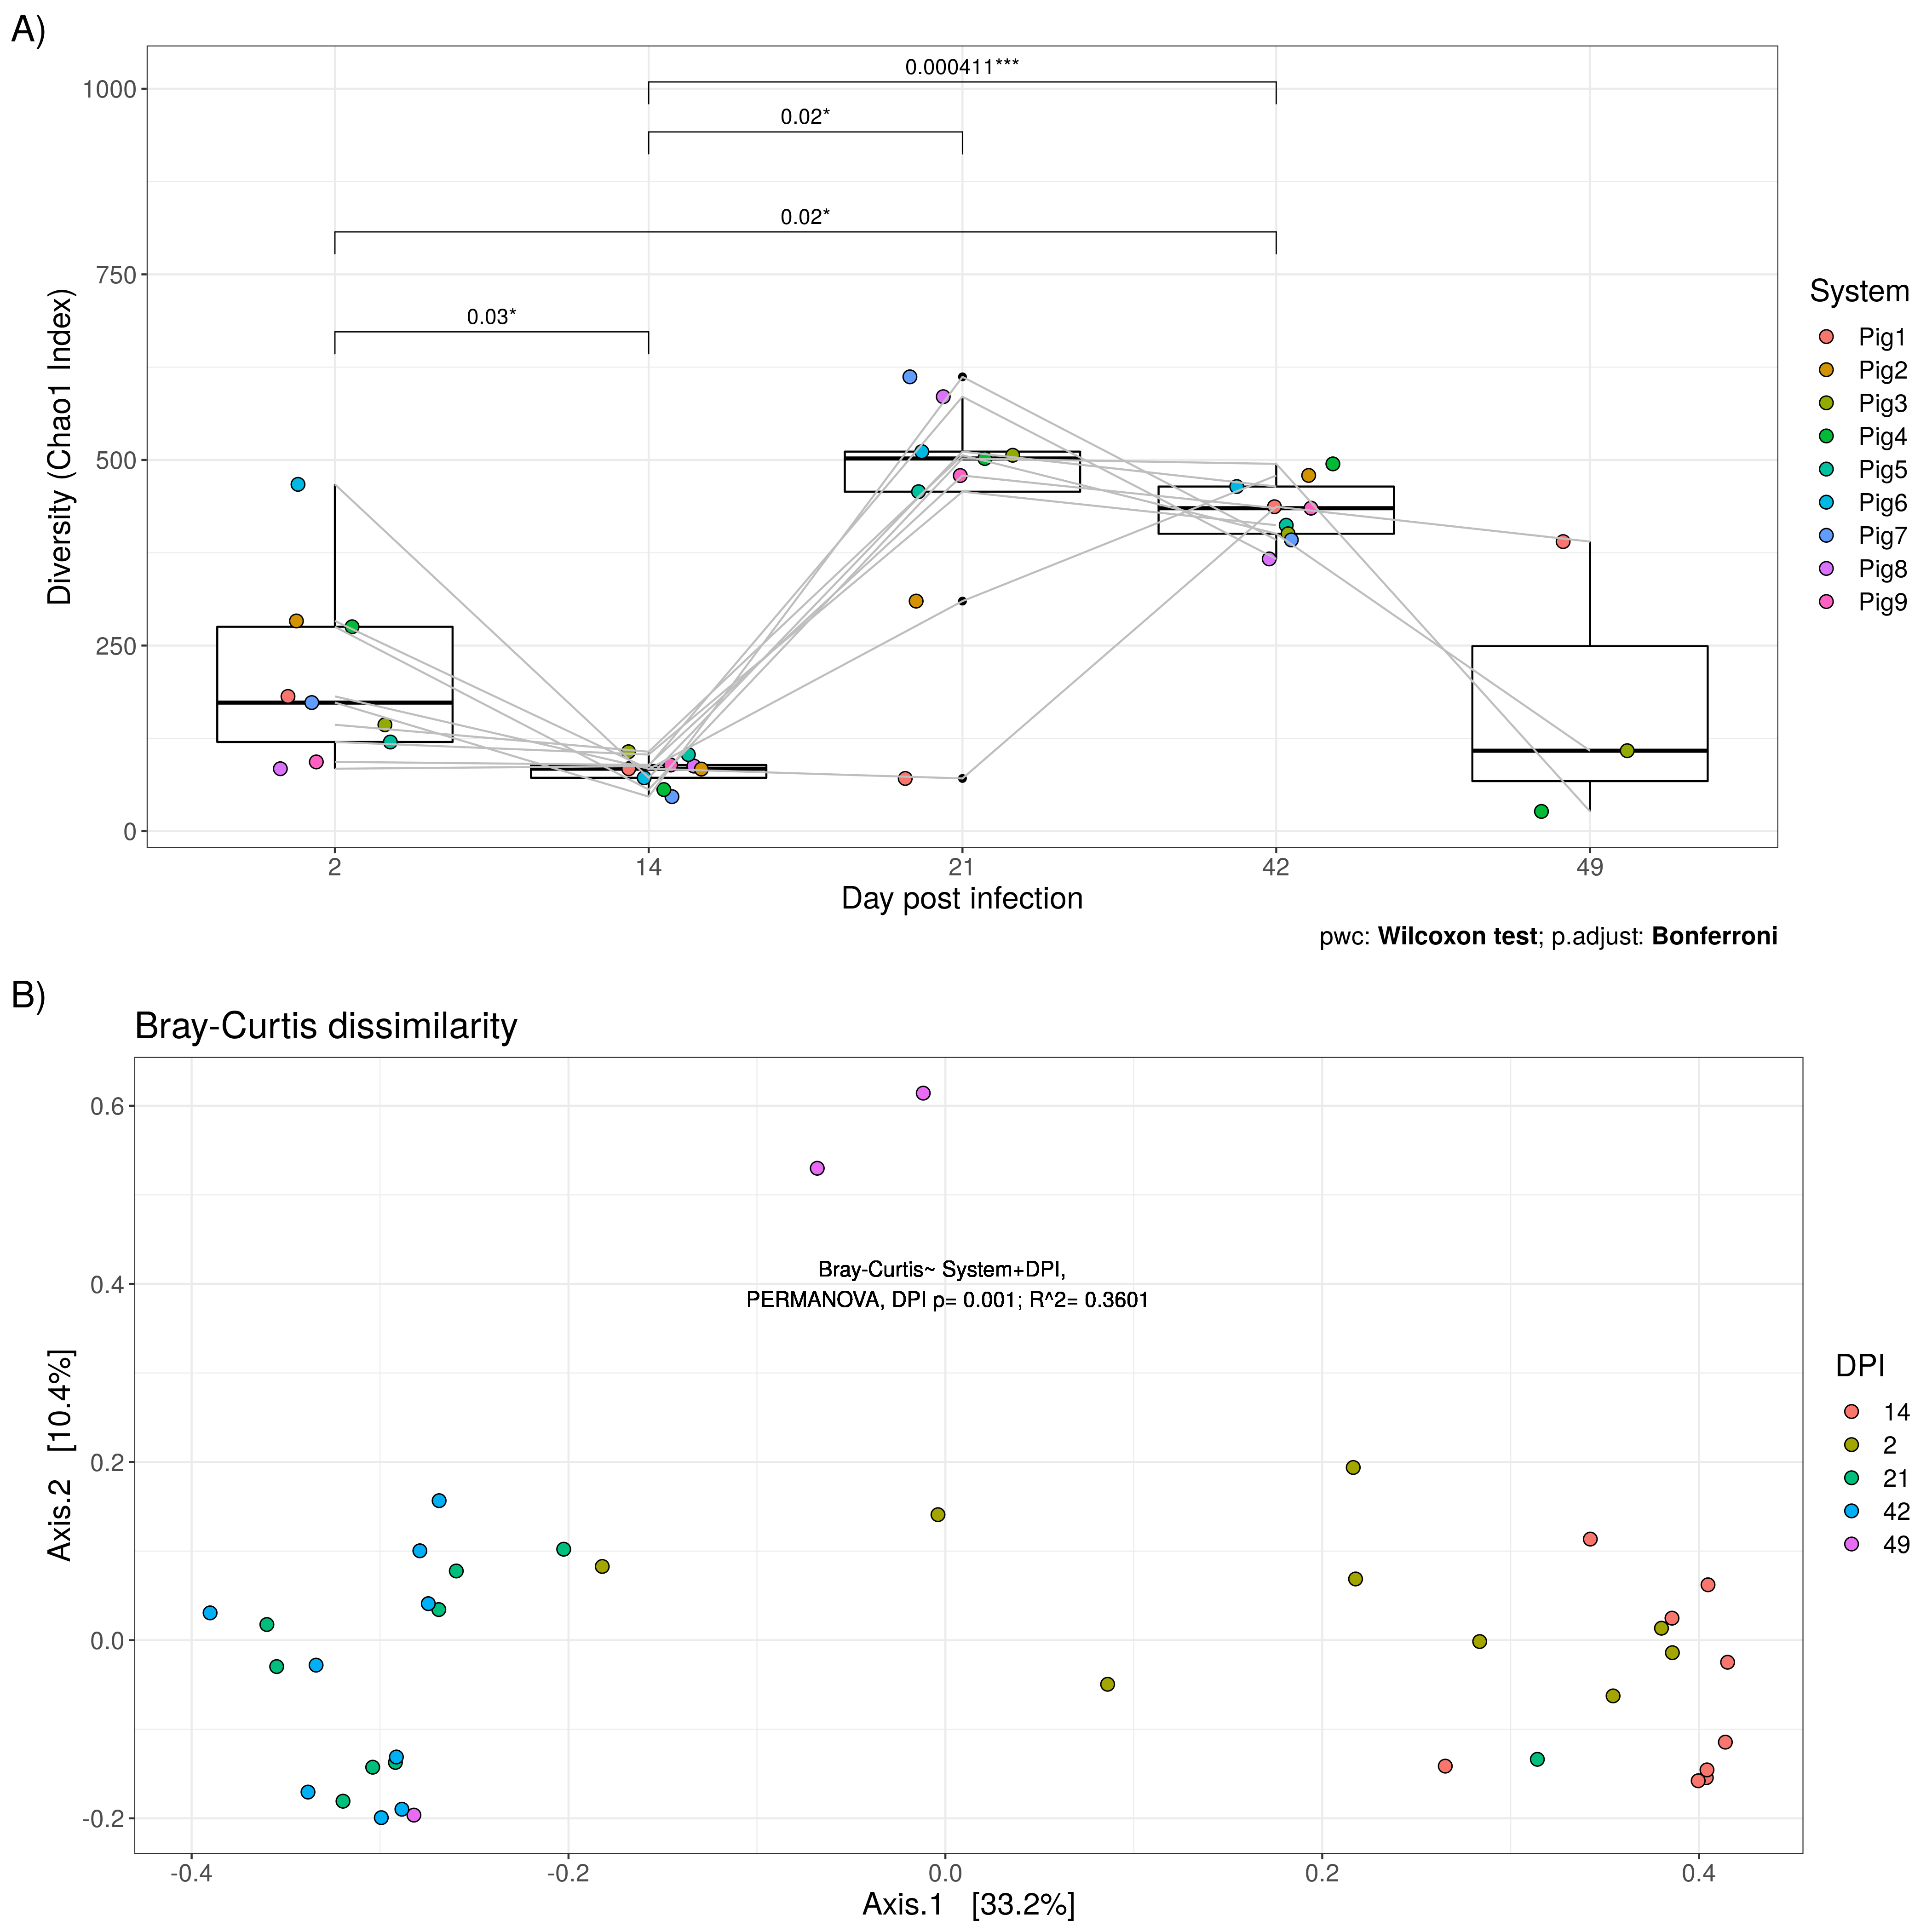 A)
0.000411***
0.02*
0.02*
0.03*
1000
750
500
250
0
Diversity (Chao1 Index)
2 14 21 42 49
Day post infection
pwc: Wilcoxon test; p.adjust: Bonferroni
System
Pig1
Pig2
Pig3
Pig4
Pig5
Pig6
Pig7
Pig8
Pig9
B)
Bray-Curtis dissimilarity
Bray-Curtis~ System+DPI,
PERMANOVA, DPI p= 0.001; R^2= 0.3601
0.6
0.4
0.2
0.0
-0.2
Axis.2 [10.4%]
-0.4 -0.2 0.0 0.2 0.4
Axis.1 [33.2%]
DPI
14
2
21
42
49